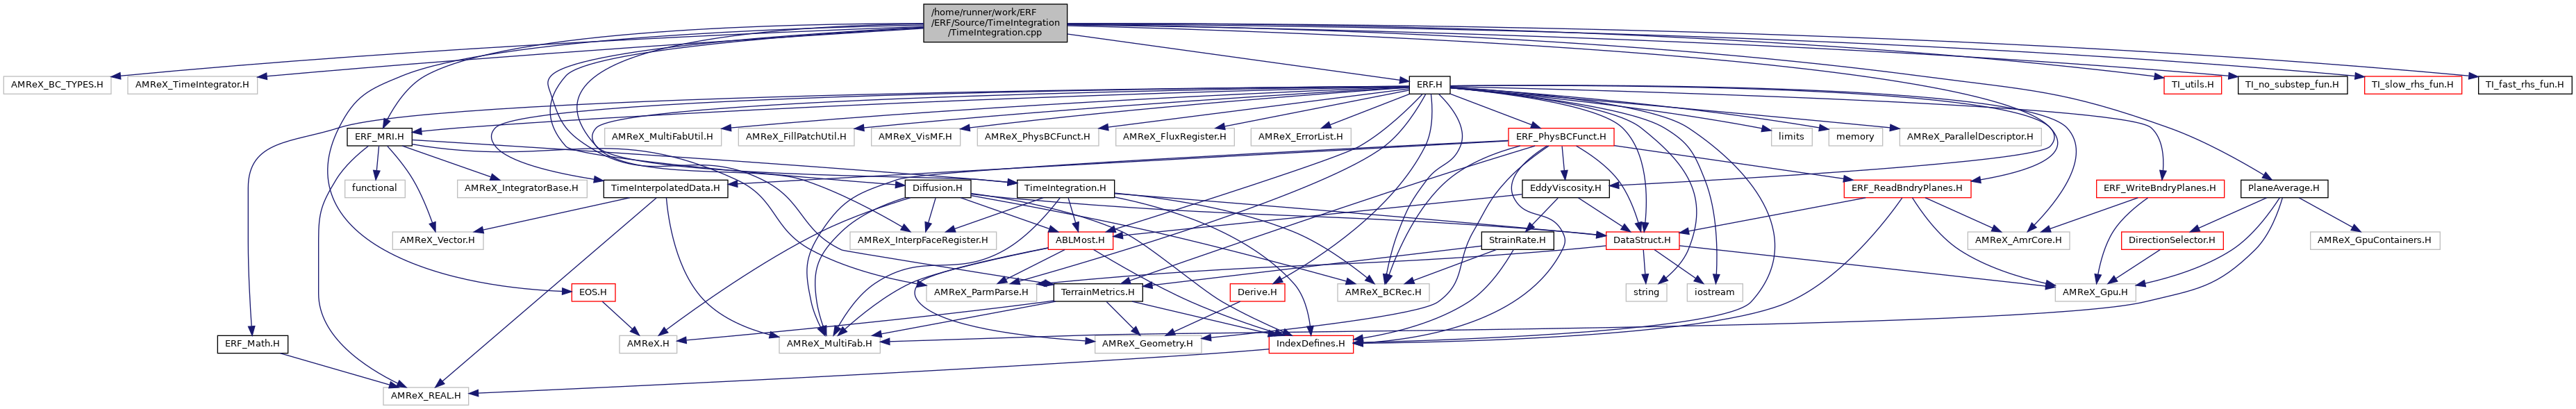 /home/runner/work/ERF
/ERF/Source/TimeIntegration
/TimeIntegration.cpp
AMReX_BC_TYPES.H
AMReX_TimeIntegrator.H
ERF.H
TI_utils.H
TI_no_substep_fun.H
TI_slow_rhs_fun.H
TI_fast_rhs_fun.H
ERF_MRI.H
AMReX_MultiFabUtil.H
AMReX_FillPatchUtil.H
AMReX_VisMF.H
AMReX_PhysBCFunct.H
AMReX_FluxRegister.H
AMReX_ErrorList.H
ERF_PhysBCFunct.H
limits
memory
AMReX_ParallelDescriptor.H
functional
AMReX_IntegratorBase.H
TimeInterpolatedData.H
Diffusion.H
TimeIntegration.H
EddyViscosity.H
ERF_ReadBndryPlanes.H
ERF_WriteBndryPlanes.H
PlaneAverage.H
AMReX_Vector.H
AMReX_InterpFaceRegister.H
ABLMost.H
StrainRate.H
DataStruct.H
AMReX_AmrCore.H
DirectionSelector.H
AMReX_GpuContainers.H
EOS.H
AMReX_ParmParse.H
TerrainMetrics.H
Derive.H
AMReX_BCRec.H
string
iostream
AMReX_Gpu.H
ERF_Math.H
AMReX.H
AMReX_MultiFab.H
AMReX_Geometry.H
IndexDefines.H
AMReX_REAL.H